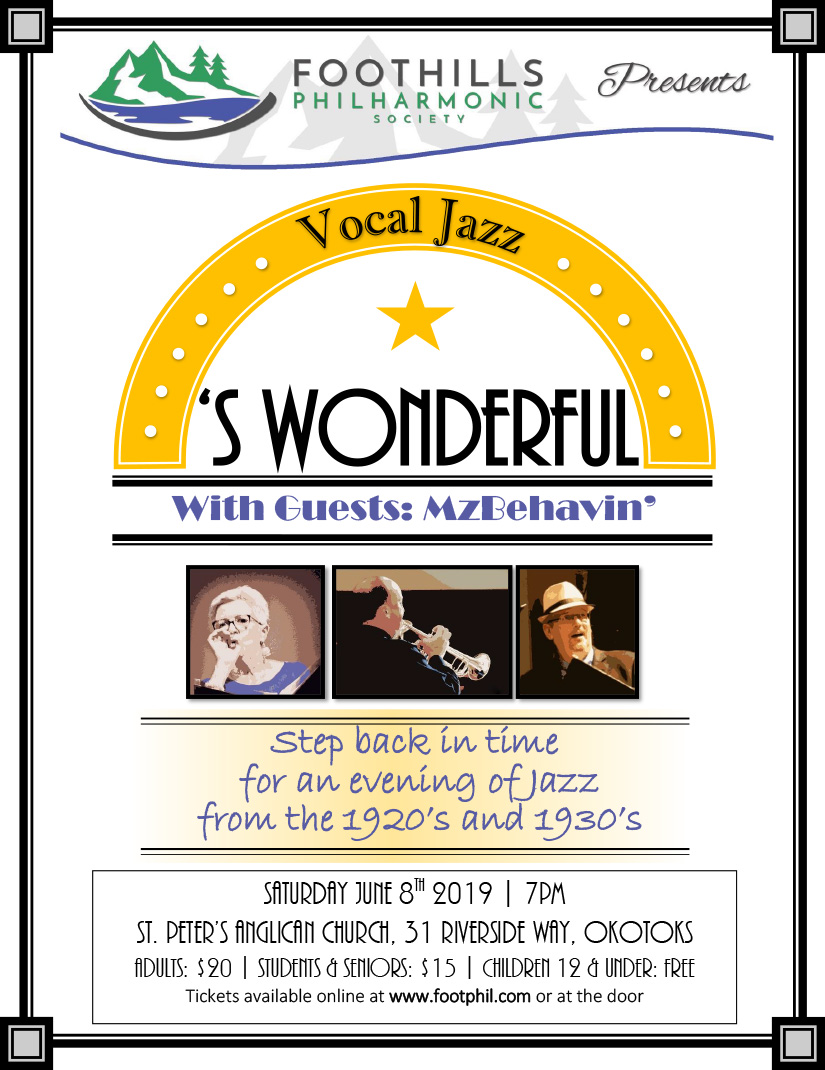 FOOTHILLS
PHILHARMONIC
SOCIETY
Presents
Vocal Jazz
‘S WONDERFUL
With Guests: MzBehavin’
Step back in time
for an evening of Jazz
from the 1920's and 1930's
SATURDAY JUNE 8TH 2019 | 7PM
ST. PETER'S ANGLICAN CHURCH, 31 RIVERSIDE WAY, OKOTOKS
ADULTS: $20 | STUDENTS & SENIORS: $15 | CHILDREN 12 & UNDER: FREE
Tickets available online at www.footphil.com or at the door